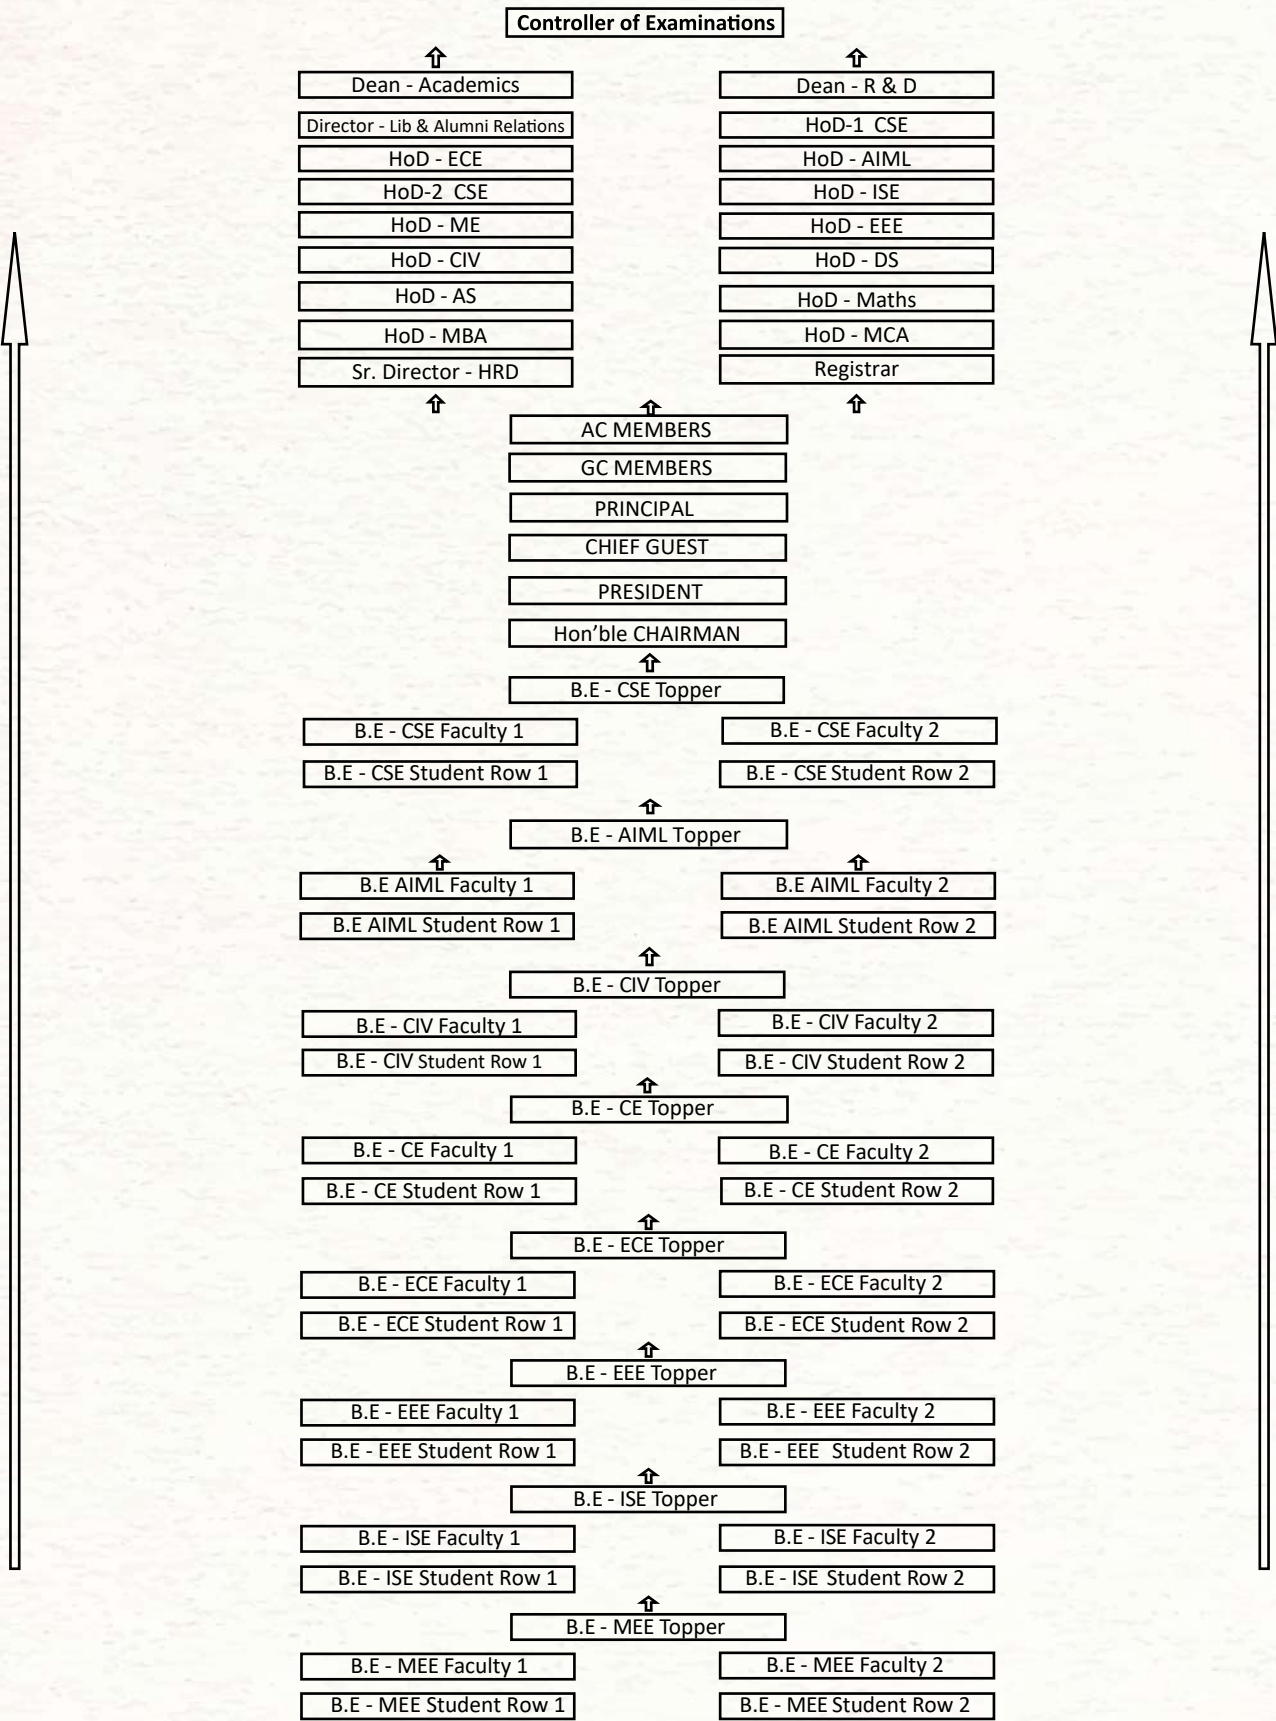 Controller of Examinations
Dean - Academics
Dean - R & D
Director - Lib & Alumni Relations
HoD-1 CSE
HoD - ECE
HoD - AIML
HoD-2 CSE
HoD - ISE
HoD - ME
HoD - EEE
HoD - CIV
HoD - DS
HoD - AS
HoD - Maths
HoD - MBA
HoD - MCA
Sr. Director - HRD
Registrar
AC MEMBERS
GC MEMBERS
PRINCIPAL
CHIEF GUEST
PRESIDENT
Hon’ble CHAIRMAN
B.E - CSE Topper
B.E - CSE Faculty 1
B.E - CSE Faculty 2
B.E - CSE Student Row 1
B.E - CSE Student Row 2
B.E - AIML Topper
B.E AIML Faculty 1
B.E AIML Faculty 2
B.E AIML Student Row 1
B.E AIML Student Row 2
B.E - CIV Topper
B.E - CIV Faculty 1
B.E - CIV Faculty 2
B.E - CIV Student Row 1
B.E - CIV Student Row 2
B.E - CE Topper
B.E - CE Faculty 1
B.E - CE Faculty 2
B.E - CE Student Row 1
B.E - CE Student Row 2
B.E - ECE Topper
B.E - ECE Faculty 1
B.E - ECE Faculty 2
B.E - ECE Student Row 1
B.E - ECE Student Row 2
B.E - EEE Topper
B.E - EEE Faculty 1
B.E - EEE Faculty 2
B.E - EEE Student Row 1
B.E - EEE Student Row 2
B.E - ISE Topper
B.E - ISE Faculty 1
B.E - ISE Faculty 2
B.E - ISE Student Row 1
B.E - ISE Student Row 2
B.E - MEE Topper
B.E - MEE Faculty 1
B.E - MEE Faculty 2
B.E - MEE Student Row 1
B.E - MEE Student Row 2